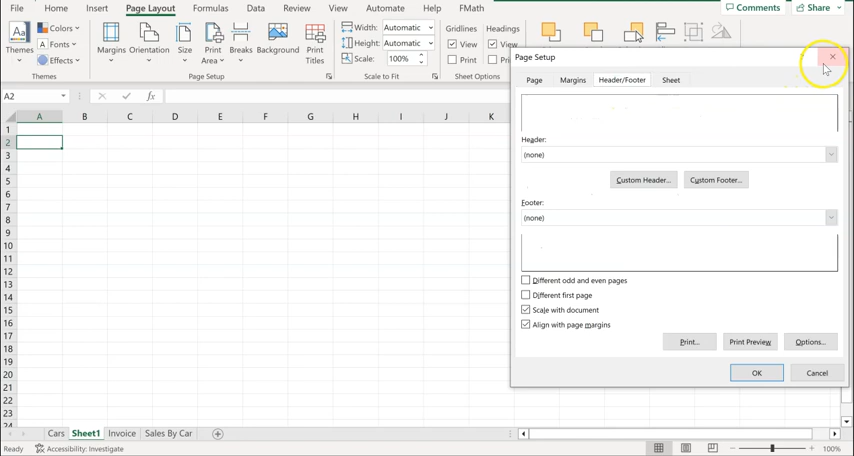 File Home Insert Page Layout Formulas Data Review View Automate Help FMath Comments Share
Themes Colors Fonts Effects Margins Orientation Size Print Area Breaks Background Print Titles Width: Automatic Height: Automatic Scale: 100% Gridlines View Print Headings View
Themes Page Setup Scale to Fit Sheet Options
A2 fx
A B C D E F G H I J K
1
2
3
4
5
6
7
8
9
10
11
12
13
14
15
16
17
18
19
20
21
22
23
24
Page Setup
Page Margins Header/Footer Sheet
Header:
(none)
Custom Header... Custom Footer...
Footer:
(none)
Different odd and even pages
Different first page
Scale with document
Align with page margins
Print... Print Preview Options...
OK Cancel
Cars Sheet1 Invoice Sales By Car
Ready Accessibility: Investigate 100%